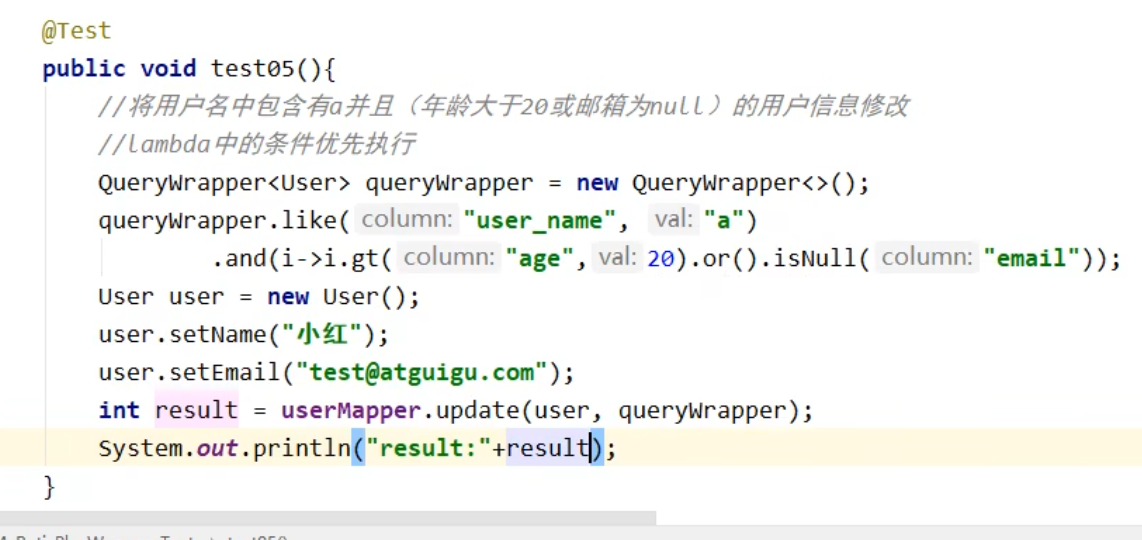 @Test
public void test05(){
//将用户名中包含有a并且（年龄大于20或邮箱为null）的用户信息修改
//lambda中的条件优先执行
QueryWrapper<User> queryWrapper = new QueryWrapper<>();
queryWrapper.like( column: "user_name", val: "a")
.and(i->i.gt( column: "age", val: 20).or().isNull( column: "email"));
User user = new User();
user.setName("小红");
user.setEmail("test@atguigu.com");
int result = userMapper.update(user, queryWrapper);
System.out.println("result:"+result);
}